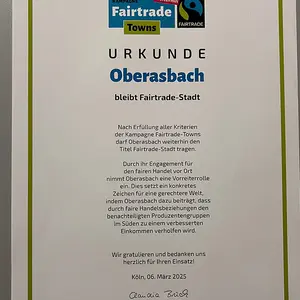 Fairtrade
Towns
FAIRTRADE
URKUNDE
Oberasbach
bleibt Fairtrade-Stadt
Nach Erfüllung aller Kriterien
der Kampagne Fairtrade-Towns
darf Oberasbach weiterhin den
Titel Fairtrade-Stadt tragen.
Durch ihr Engagement für
den fairen Handel vor Ort
nimmt Oberasbach eine Vorreiterrolle
ein. Dies setzt ein konkretes
Zeichen für eine gerechtere Welt,
indem Oberasbach dazu beiträgt, dass
durch faire Handelsbeziehungen den
benachteiligten Produzentengruppen
im Süden zu einem verbesserten
Einkommen verholfen wird.
Wir gratulieren und bedanken uns
herzlich für Ihren Einsatz!
Köln, 06. März 2025
Claudia